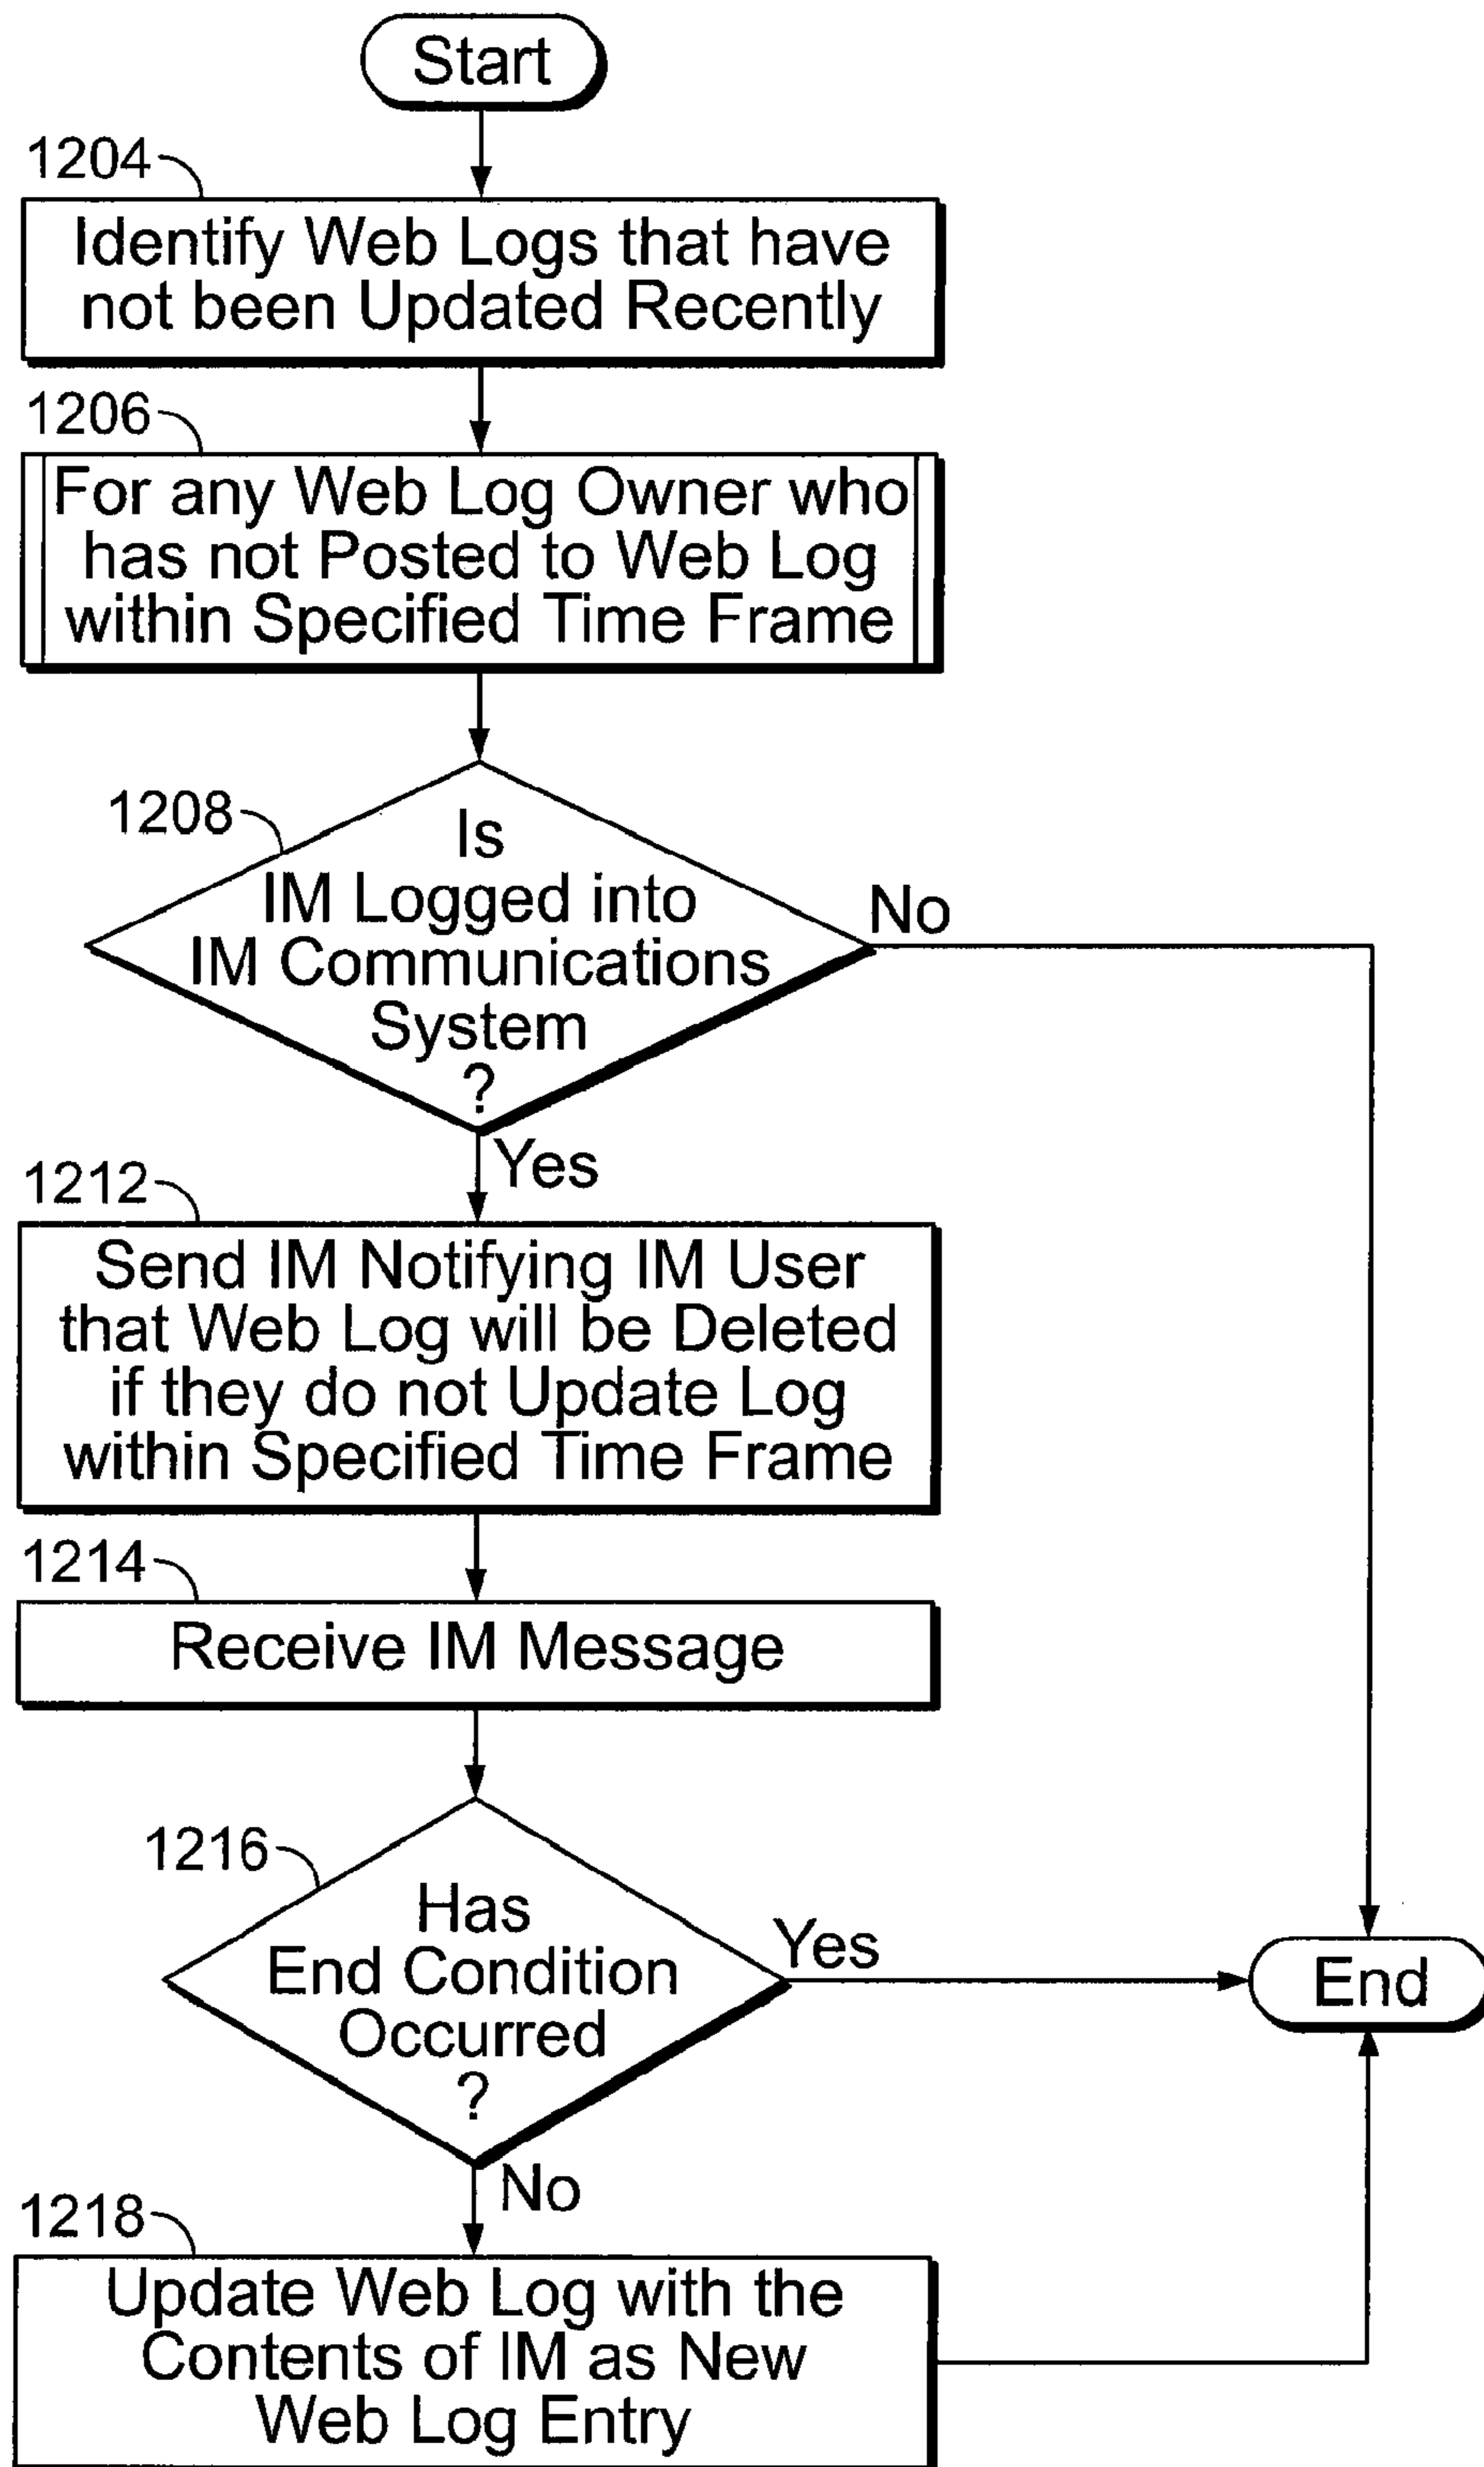 Start
1204
Identify Web Logs that have
not been Updated Recently
1206
For any Web Log Owner who
has not Posted to Web Log
within Specified Time Frame
1208
Is
IM Logged into
IM Communications
System
?
No
Yes
1212
Send IM Notifying IM User
that Web Log will be Deleted
if they do not Update Log
within Specified Time Frame
1214
Receive IM Message
1216
Has
End Condition
Occurred
?
Yes
End
No
1218
Update Web Log with the
Contents of IM as New
Web Log Entry